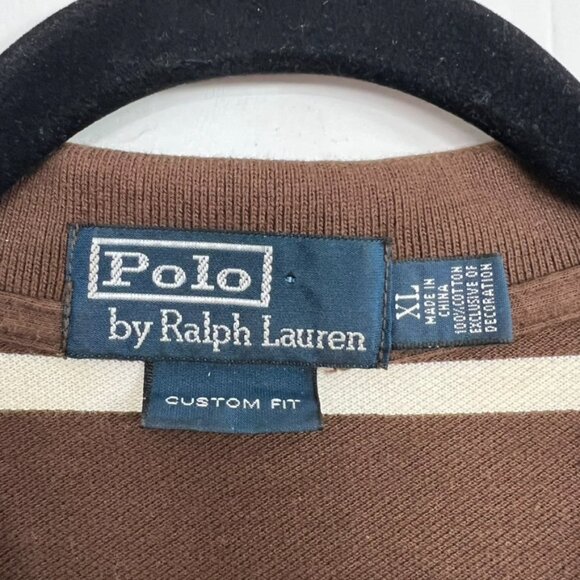 Polo
by Ralph Lauren
CUSTOM FIT
XL
MADE IN
CHINA
100% COTTON
EXCLUSIVE OF
DECORATION